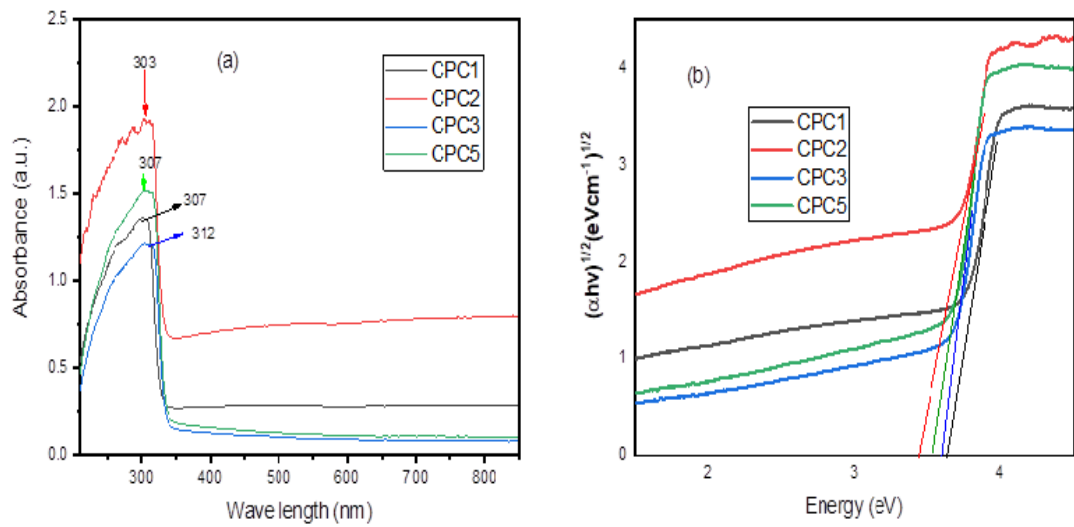 (a)
CPC1
CPC2
CPC3
CPC5
303
307
307
312
2.5
2.0
1.5
1.0
0.5
0.0
Absorbance (a.u.)
300 400 500 600 700 800
Wave length (nm)
(b)
CPC1
CPC2
CPC3
CPC5
4
3
2
1
0
(αhv)^1/2(eVcm⁻¹)^1/2
2 3 4
Energy (eV)